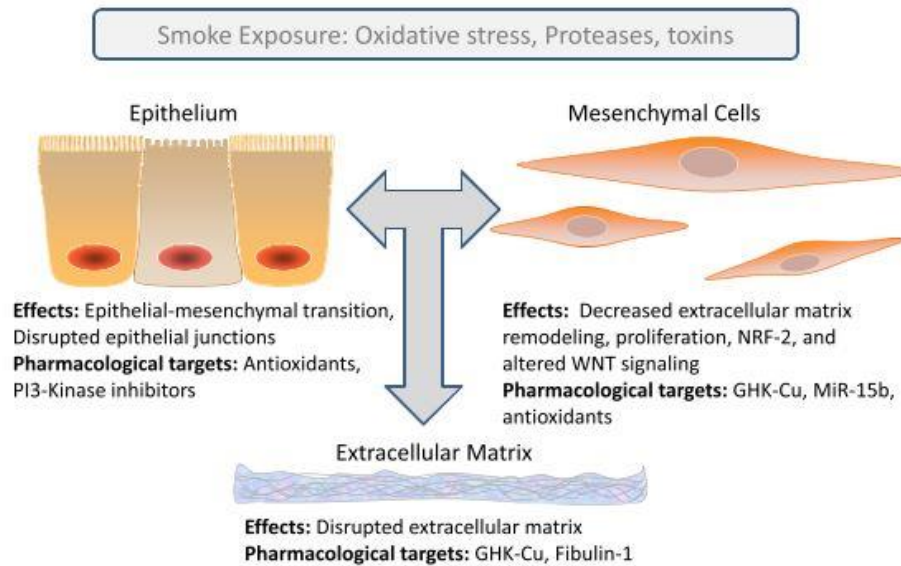 Smoke Exposure: Oxidative stress, Proteases, toxins
Epithelium
Effects: Epithelial-mesenchymal transition,
Disrupted epithelial junctions
Pharmacological targets: Antioxidants,
PI3-Kinase inhibitors
Mesenchymal Cells
Effects: Decreased extracellular matrix
remodeling, proliferation, NRF-2, and
altered WNT signaling
Pharmacological targets: GHK-Cu, MiR-15b,
antioxidants
Extracellular Matrix
Effects: Disrupted extracellular matrix
Pharmacological targets: GHK-Cu, Fibulin-1